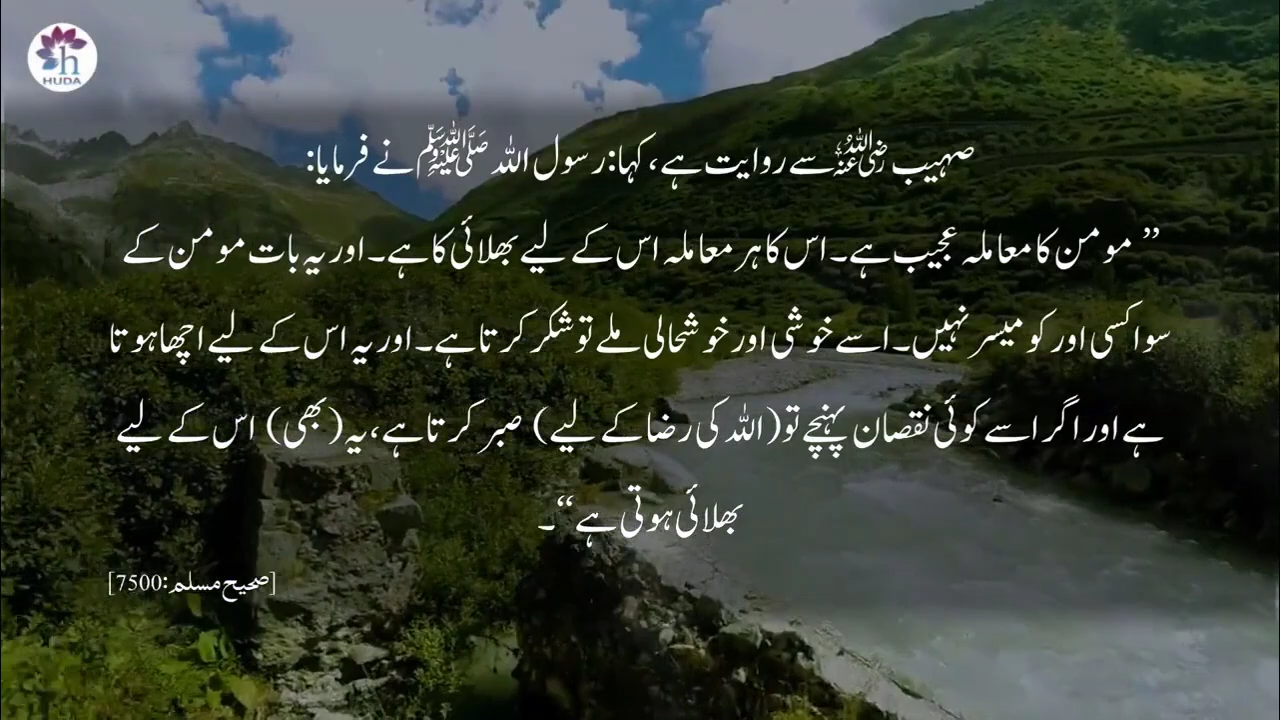 صہیب رضی اللہ عنہ سے روایت ہے، کہا: رسول اللہ ﷺ نے فرمایا:
”مومن کا معاملہ عجیب ہے۔ اس کا ہر معاملہ اس کے لیے بھلائی کا ہے۔ اور یہ بات مومن کے
سوا کسی اور کو میسر نہیں۔ اسے خوشی اور خوشحالی ملے تو شکر کرتا ہے۔ اور یہ اس کے لیے اچھا ہوتا
ہے اور اگر اسے کوئی نقصان پہنچے تو (اللہ کی رضا کے لیے) صبر کرتا ہے، یہ (بھی) اس کے لیے
بھلائی ہوتی ہے“۔
[صحیح مسلم: 7500]
h
HUDA